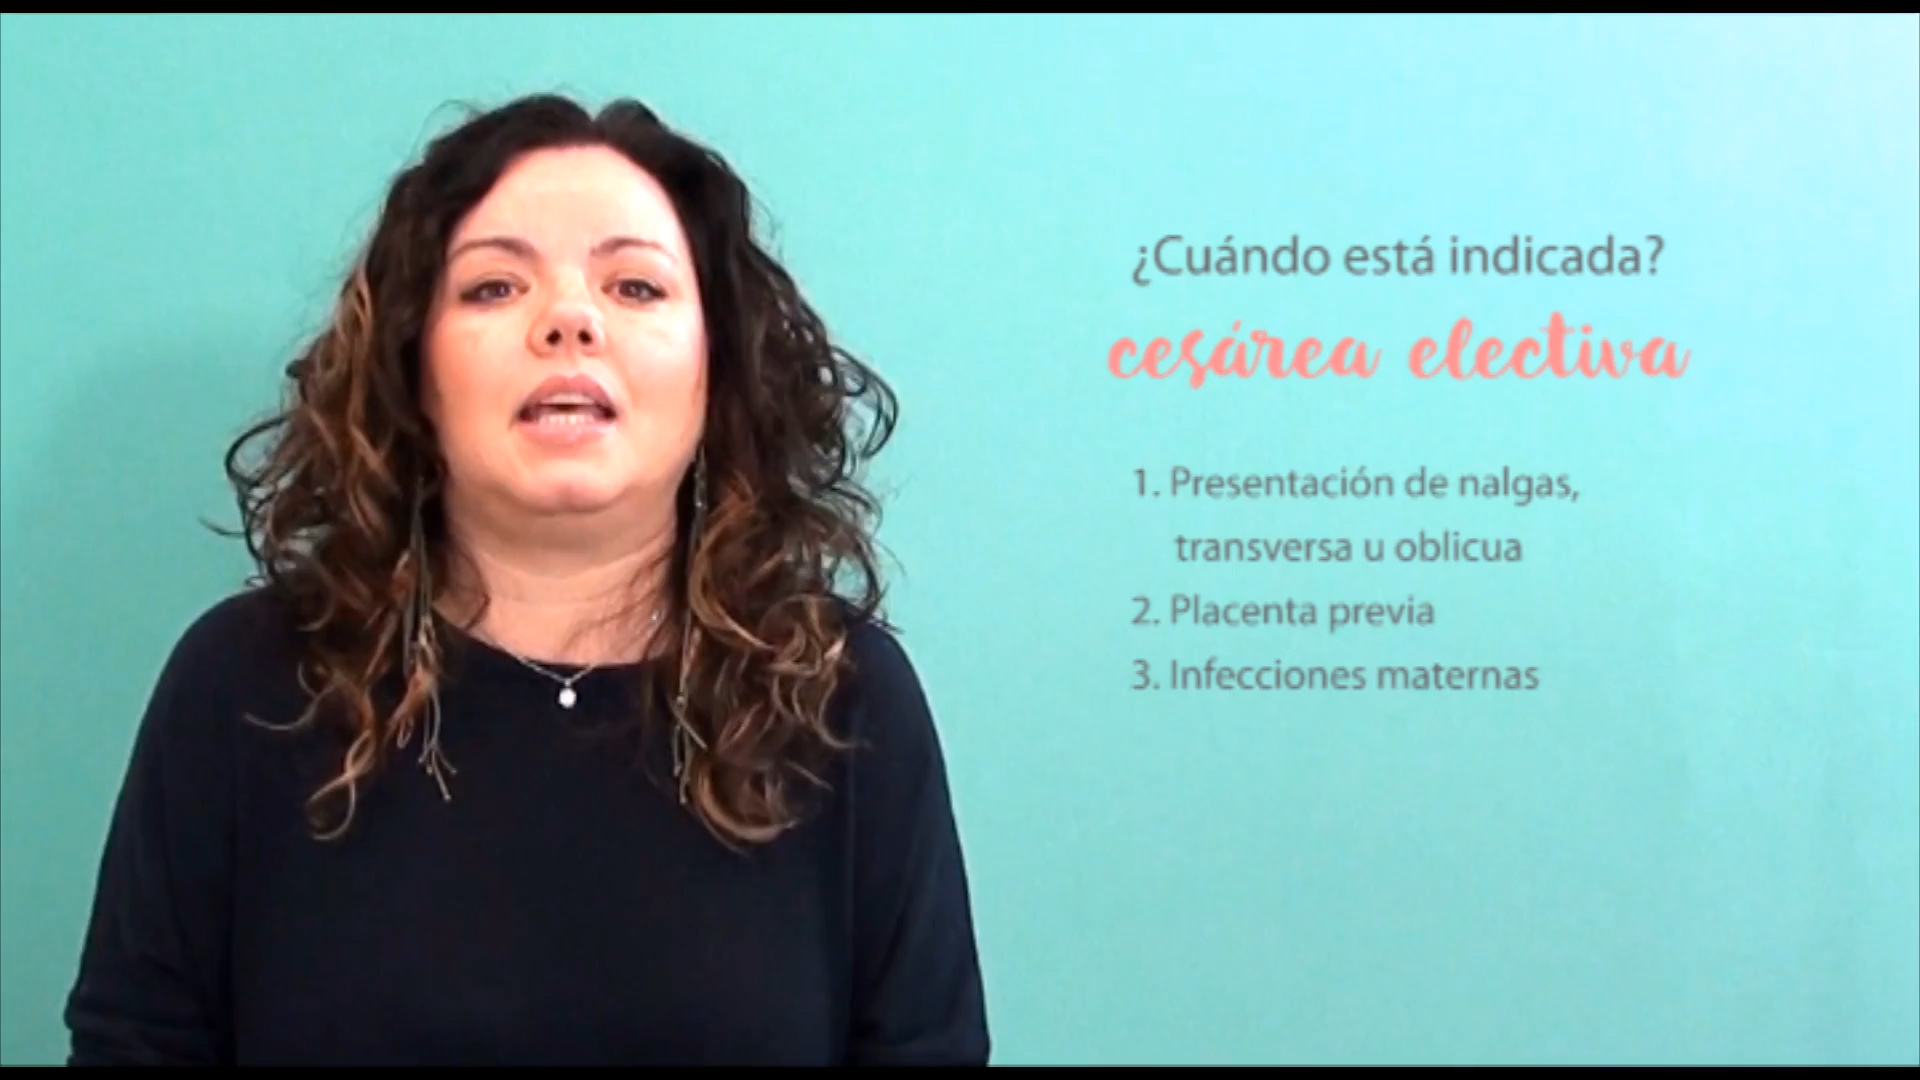 ¿Cuándo está indicada?
cesárea electiva
1. Presentación de nalgas,
transversa u oblicua
2. Placenta previa
3. Infecciones maternas